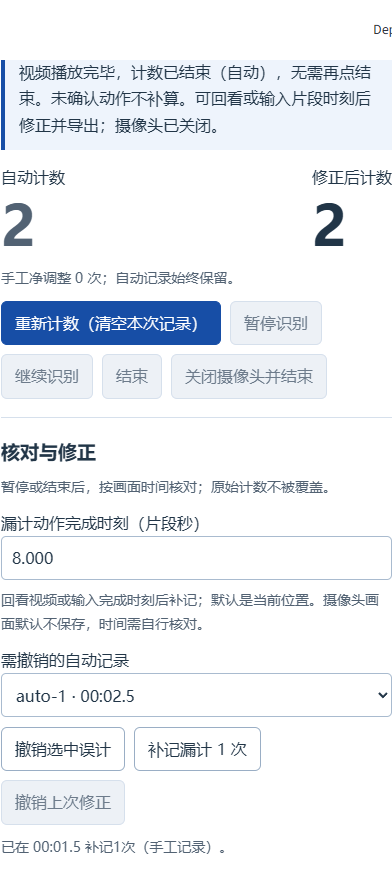 Dep
视频播放完毕，计数已结束（自动），无需再点结
束。未确认动作不补算。可回看或输入片段时刻后
修正并导出；摄像头已关闭。
自动计数
修正后计数
2
2
手工净调整 0 次；自动记录始终保留。
重新计数（清空本次记录）
暂停识别
继续识别
结束
关闭摄像头并结束
核对与修正
暂停或结束后，按画面时间核对；原始计数不被覆盖。
漏计动作完成时刻（片段秒）
8.000
回看视频或输入完成时刻后补记；默认是当前位置。摄像头画
面默认不保存，时间需自行核对。
需撤销的自动记录
auto-1 · 00:02.5
撤销选中误计
补记漏计 1 次
撤销上次修正
已在 00:01.5 补记1次（手工记录）。